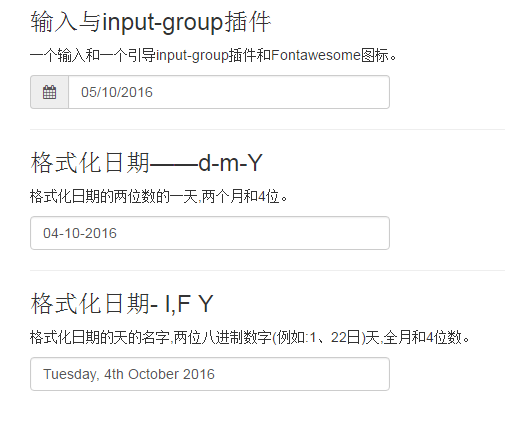 输入与input-group插件
一个输入和一个引导input-group插件和Fontawesome图标。
05/10/2016
格式化日期——d-m-Y
格式化日期的两位数的一天,两个月和4位。
04-10-2016
格式化日期- I,F Y
格式化日期的天的名字,两位八进制数字(例如:1、22日)天,全月和4位数。
Tuesday, 4th October 2016